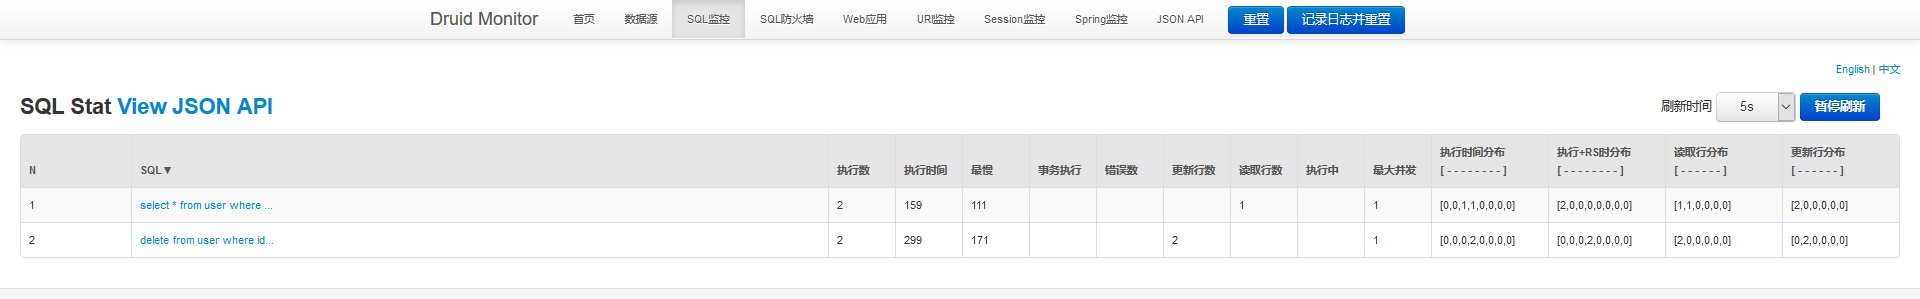 Druid Monitor 首页 数据源 SQL监控 SQL防火墙 Web应用 URI监控 Session监控 Spring监控 JSON API 重置 记录日志并重置
English | 中文
SQL Stat View JSON API 刷新时间 5s 暂停刷新
N SQL▼ 执行数 执行时间 最慢 事务执行 错误数 更新行数 读取行数 执行中 最大并发 执行时间分布 执行+RS时分布 读取行分布 更新行分布
[ - - - - - - - - ] [ - - - - - - - - ] [ - - - - - - ] [ - - - - - - ]
1 select * from user where ... 2 159 111 1 1 [0,0,1,1,0,0,0,0] [2,0,0,0,0,0,0,0] [1,1,0,0,0,0] [2,0,0,0,0,0]
2 delete from user where id... 2 299 171 2 1 [0,0,0,2,0,0,0,0] [0,0,0,2,0,0,0,0] [2,0,0,0,0,0] [0,2,0,0,0,0]